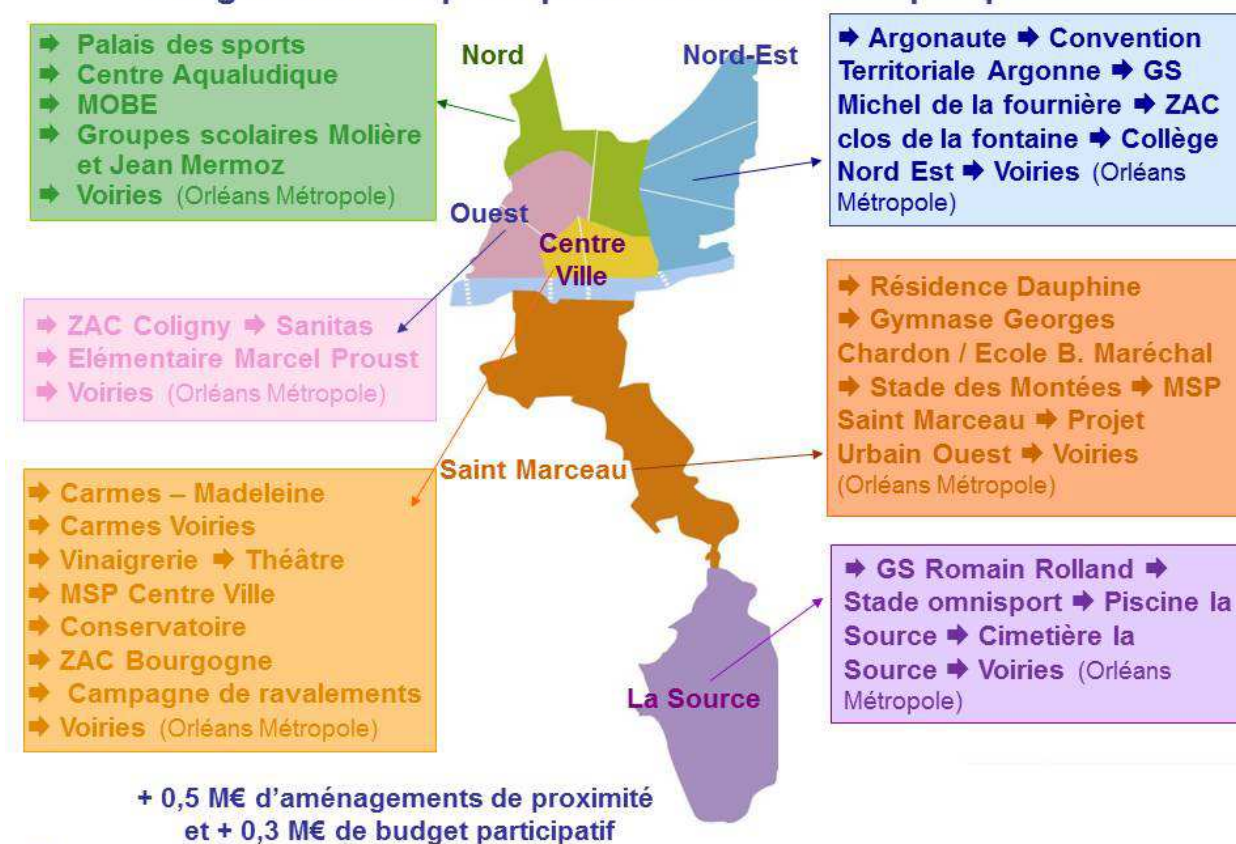 ➡ Palais des sports
➡ Centre Aqualudique
➡ MOBE
➡ Groupes scolaires Molière
et Jean Mermoz
➡ Voiries (Orléans Métropole)
Nord
Nord-Est
➡ Argonaute ➡ Convention
Territoriale Argonne ➡ GS
Michel de la fournière ➡ ZAC
clos de la fontaine ➡ Collège
Nord Est ➡ Voiries (Orléans
Métropole)
Ouest
Centre
Ville
➡ ZAC Coligny ➡ Sanitas
➡ Elémentaire Marcel Proust
➡ Voiries (Orléans Métropole)
➡ Résidence Dauphine
➡ Gymnase Georges
Chardon / Ecole B. Maréchal
➡ Stade des Montées ➡ MSP
Saint Marceau ➡ Projet
Urbain Ouest ➡ Voiries
(Orléans Métropole)
Saint Marceau
➡ Carmes – Madeleine
➡ Carmes Voiries
➡ Vinaigrerie ➡ Théâtre
➡ MSP Centre Ville
➡ Conservatoire
➡ ZAC Bourgogne
➡ Campagne de ravalements
➡ Voiries (Orléans Métropole)
➡ GS Romain Rolland ➡
Stade omnisport ➡ Piscine la
Source ➡ Cimetière la
Source ➡ Voiries (Orléans
Métropole)
La Source
+ 0,5 M€ d'aménagements de proximité
et + 0,3 M€ de budget participatif